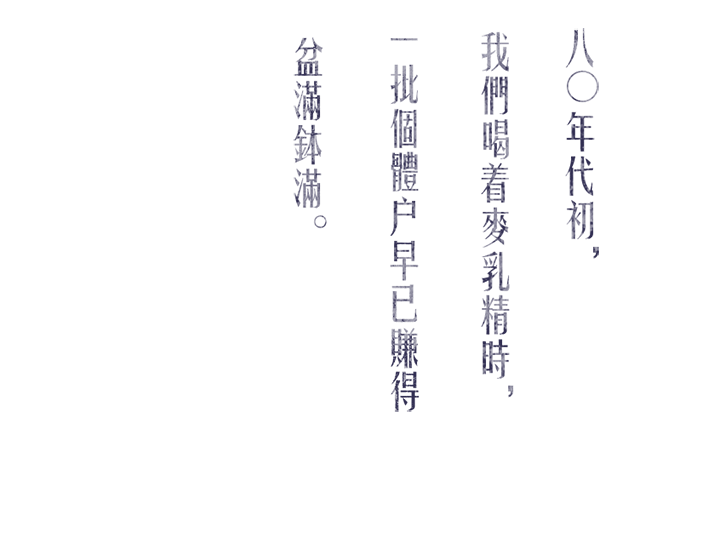 八〇年代初，
我們喝着麥乳精時，
一批個體户早已賺得
盆滿鉢滿。